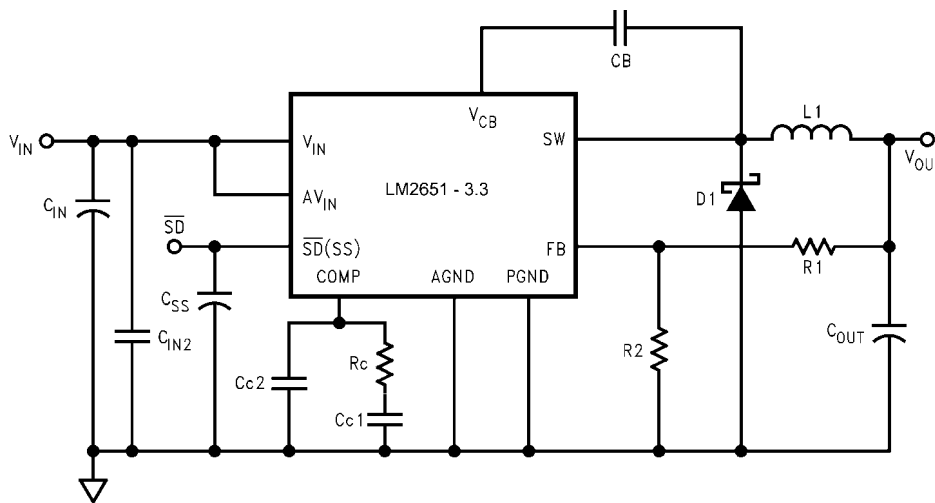 CB
L1
V_CB
V_IN
V_IN
SW
V_OU
LM2651 - 3.3
AV_IN
D1
C_IN
SD
SD(SS)
FB
R1
COMP
AGND
PGND
C_SS
C_IN2
C_OUT
R2
Rc
Cc2
Cc1